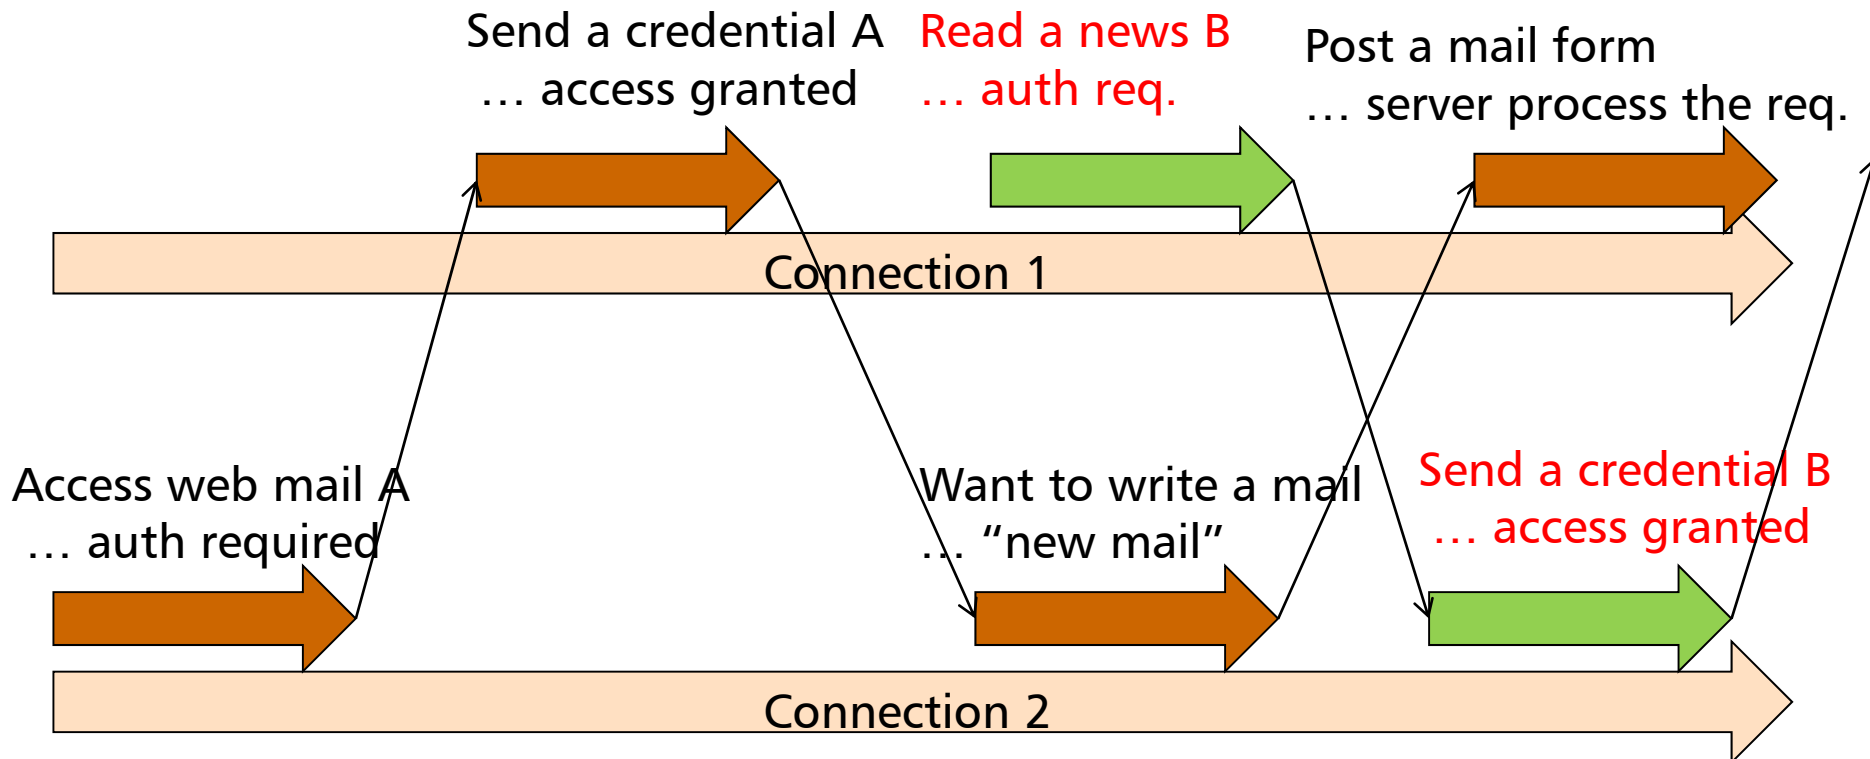 Send a credential A
… access granted
Read a news B
… auth req.
Post a mail form
… server process the req.
Connection 1
Access web mail A
… auth required
Want to write a mail
… “new mail”
Send a credential B
… access granted
Connection 2